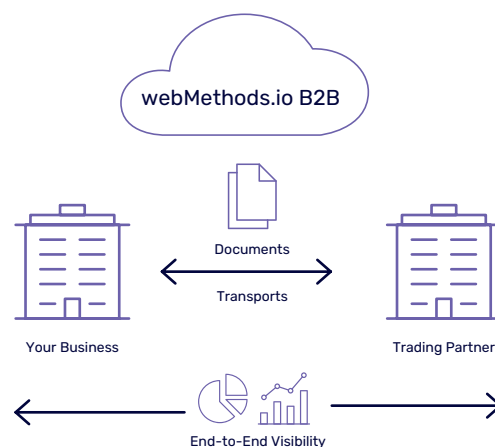 webMethods.io B2B
Documents
Transports
Your Business
Trading Partner
End-to-End Visibility